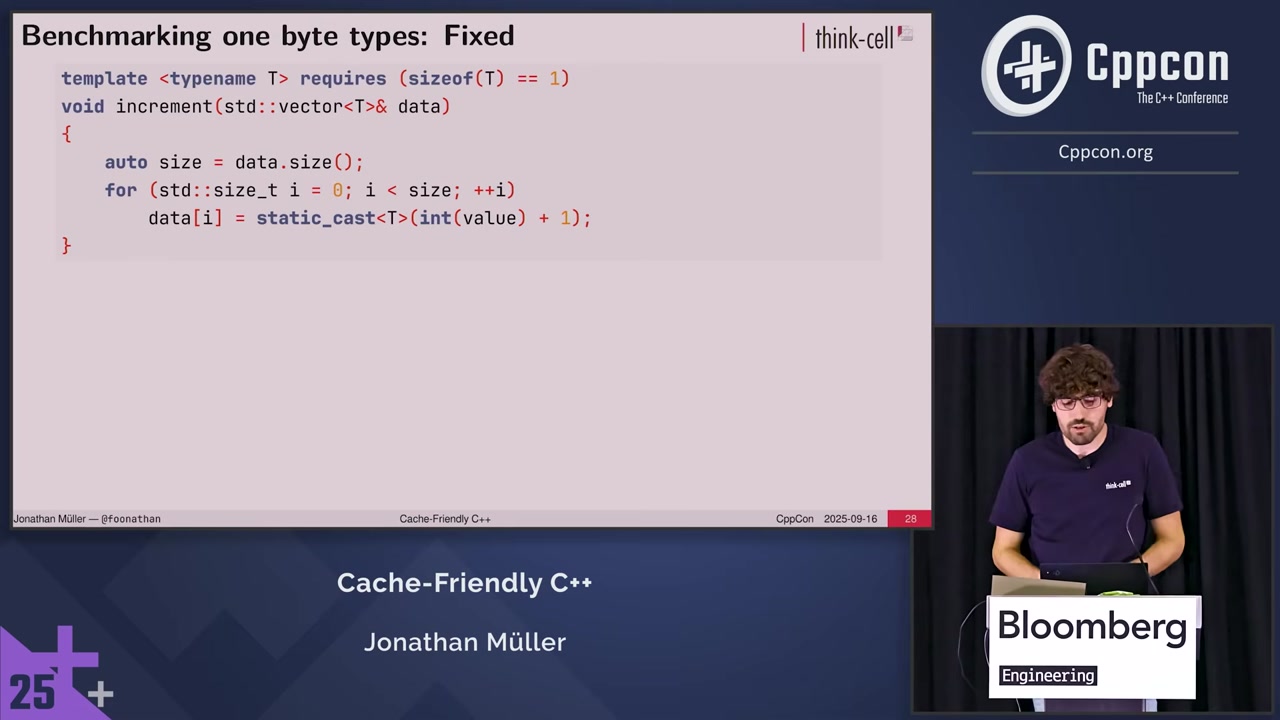 Benchmarking one byte types: Fixed
think-cell
template <typename T> requires (sizeof(T) == 1)
void increment(std::vector<T>& data)
{
    auto size = data.size();
    for (std::size_t i = 0; i < size; ++i)
        data[i] = static_cast<T>(int(value) + 1);
}
Jonathan Müller — @foonathan
Cache-Friendly C++
CppCon 2025-09-16
28
Cppcon
The C++ Conference
Cppcon.org
think-cell
Bloomberg
Engineering
Cache-Friendly C++
Jonathan Müller
25